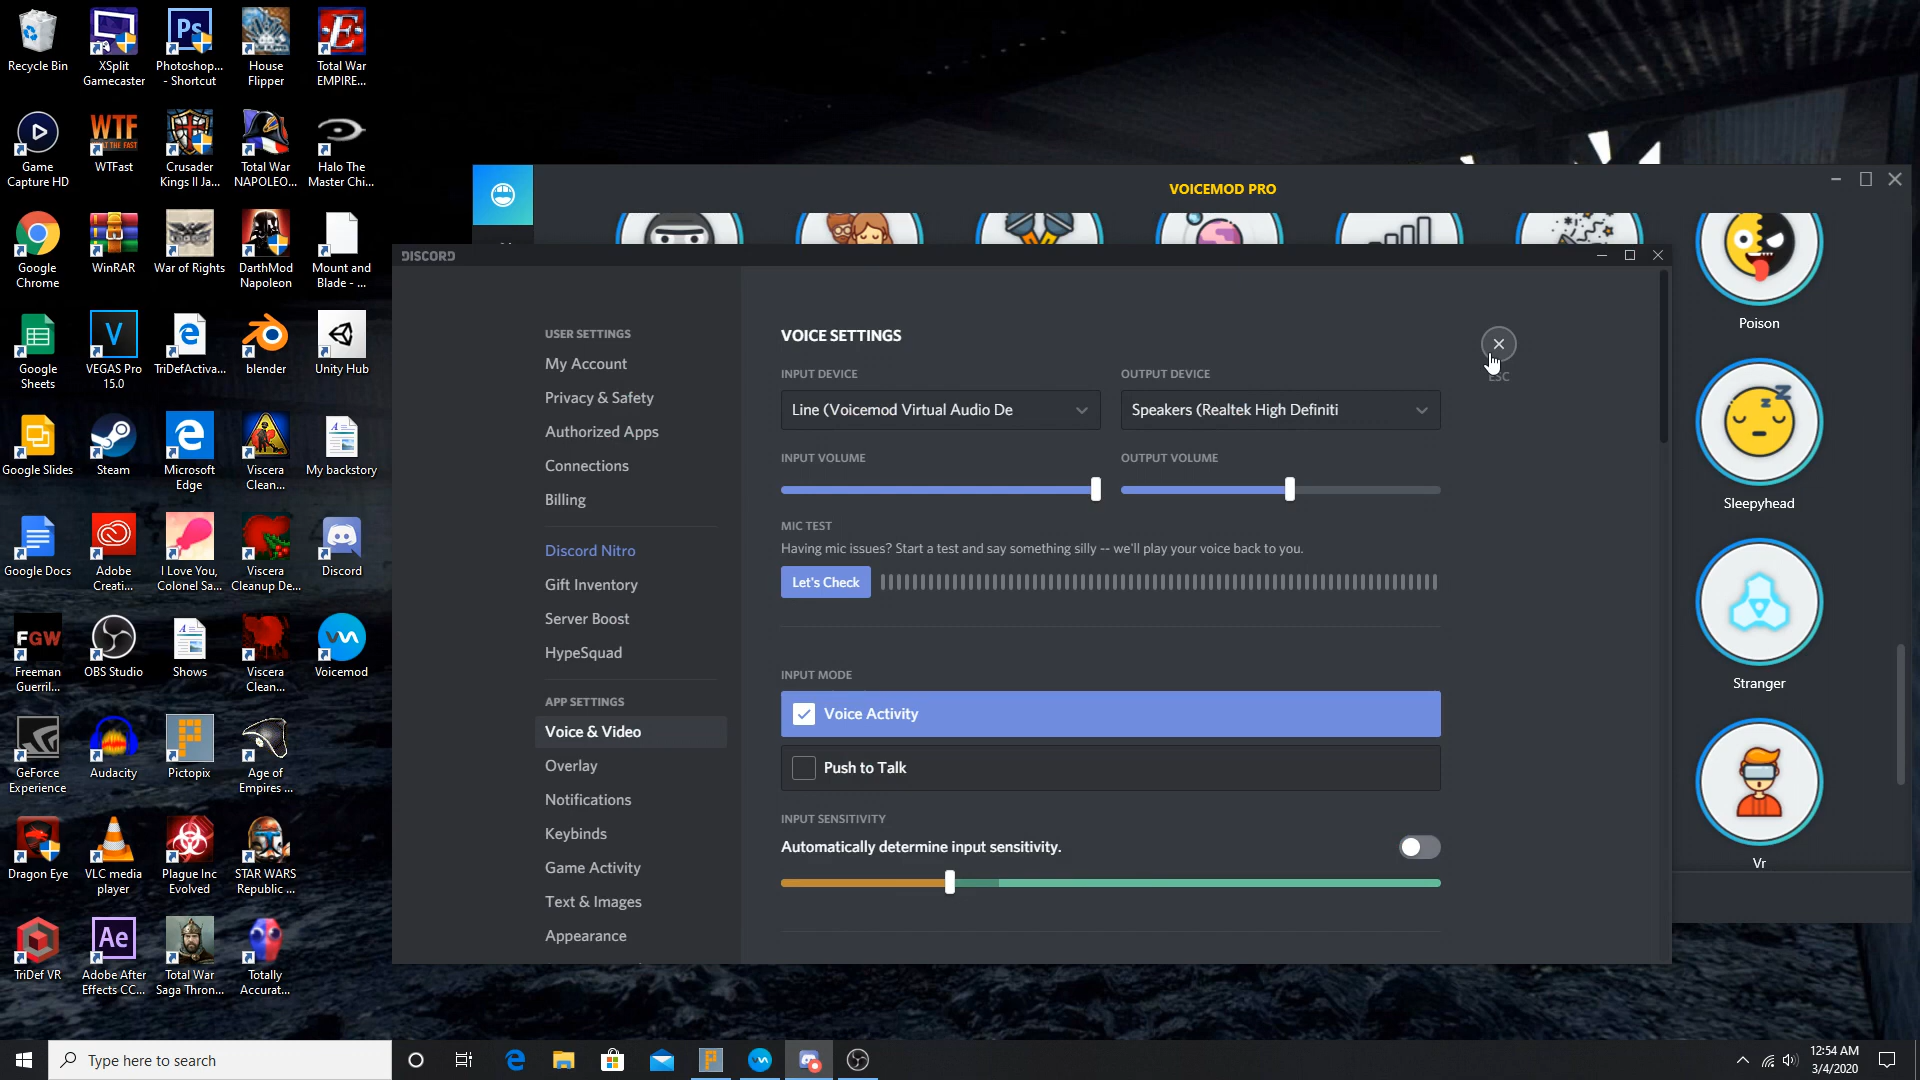 Recycle Bin
XSplit
Gamecaster
Photoshop...
- Shortcut
House
Flipper
Total War
EMPIRE...
Game
Capture HD
WTFast
Crusader
Kings II Ja...
Total War
NAPOLEO...
Halo The
Master Chi...
Google
Chrome
WinRAR
War of Rights
DarthMod
Napoleon
Mount and
Blade - ...
Google
Sheets
VEGAS Pro
15.0
TriDefActiva...
blender
Unity Hub
Google Slides
Steam
Microsoft
Edge
Viscera
Clean...
My backstory
Google Docs
Adobe
Creati...
I Love You,
Colonel Sa...
Viscera
Cleanup De...
Discord
Freeman
Guerril...
OBS Studio
Shows
Viscera
Clean...
Voicemod
GeForce
Experience
Audacity
Pictopix
Age of
Empires ...
Dragon Eye
VLC media
player
Plague Inc
Evolved
STAR WARS
Republic ...
TriDef VR
Adobe After
Effects CC...
Total War
Saga Thron...
Totally
Accurat...
Ps
WTF
FGW
Ae
VOICEMOD PRO
Poison
Sleepyhead
Stranger
Vr
DISCORD
USER SETTINGS
My Account
Privacy & Safety
Authorized Apps
Connections
Billing
Discord Nitro
Gift Inventory
Server Boost
HypeSquad
APP SETTINGS
Voice & Video
Overlay
Notifications
Keybinds
Game Activity
Text & Images
Appearance
VOICE SETTINGS
ESC
INPUT DEVICE
OUTPUT DEVICE
Line (Voicemod Virtual Audio De
Speakers (Realtek High Definiti
INPUT VOLUME
OUTPUT VOLUME
MIC TEST
Having mic issues? Start a test and say something silly -- we'll play your voice back to you.
Let's Check
INPUT MODE
Voice Activity
Push to Talk
INPUT SENSITIVITY
Automatically determine input sensitivity.
Type here to search
12:54 AM
3/4/2020